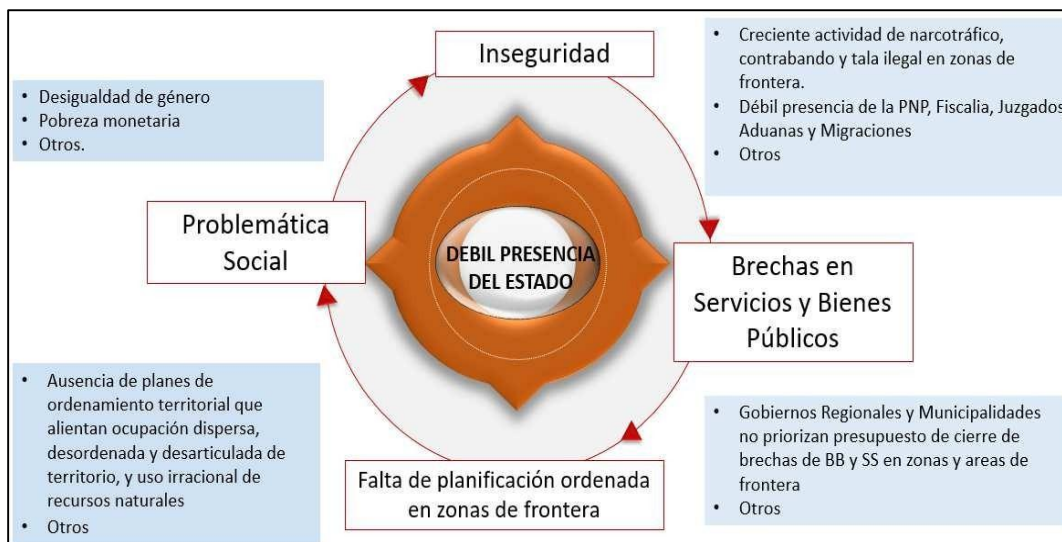 Inseguridad
• Creciente actividad de narcotráfico,
contrabando y tala ilegal en zonas de
frontera.
• Débil presencia de la PNP, Fiscalia, Juzgados
Aduanas y Migraciones
• Otros
• Desigualdad de género
• Pobreza monetaria
• Otros.
Problemática
Social
DEBIL PRESENCIA
DEL ESTADO
Brechas en
Servicios y Bienes
Públicos
• Ausencia de planes de
ordenamiento territorial que
alientan ocupación dispersa,
desordenada y desarticulada de
territorio, y uso irracional de
recursos naturales
• Otros
Falta de planificación ordenada
en zonas de frontera
• Gobiernos Regionales y Municipalidades
no priorizan presupuesto de cierre de
brechas de BB y SS en zonas y areas de
frontera
• Otros